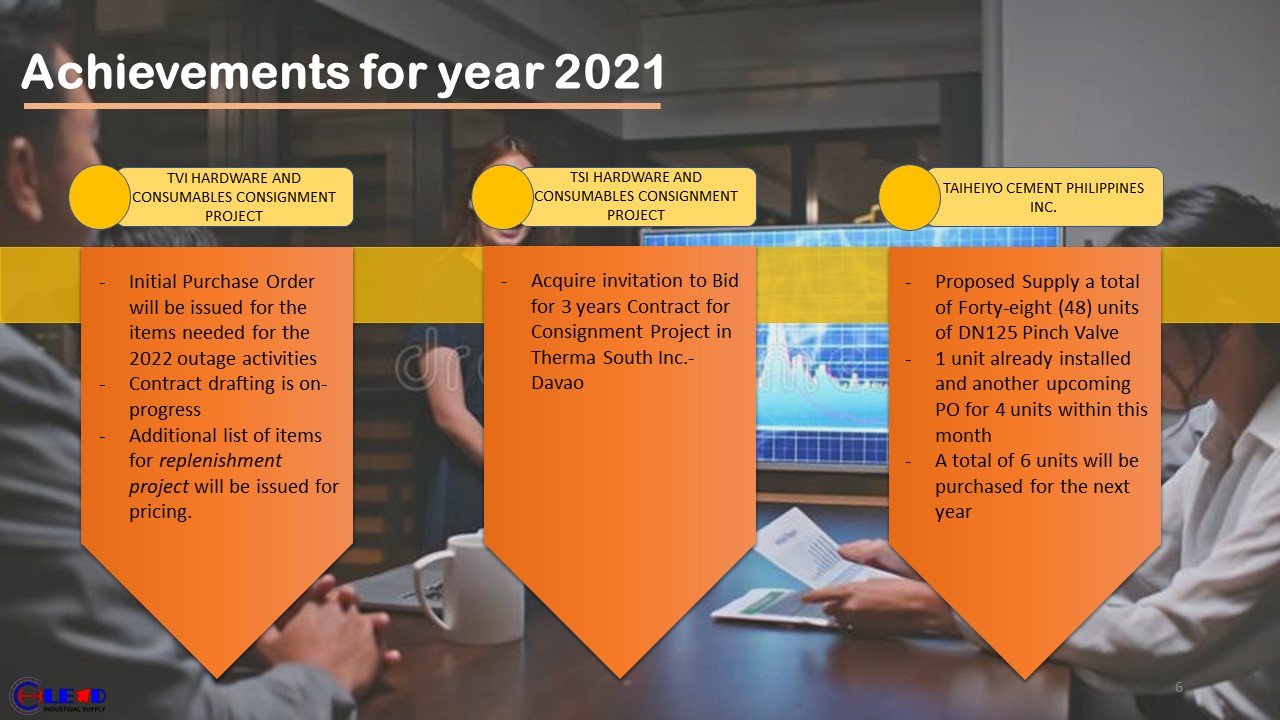 Achievements for year 2021
TVI HARDWARE AND
CONSUMABLES CONSIGNMENT
PROJECT
- Initial Purchase Order
will be issued for the
items needed for the
2022 outage activities
- Contract drafting is on-
progress
- Additional list of items
for replenishment
project will be issued for
pricing.
TSI HARDWARE AND
CONSUMABLES CONSIGNMENT
PROJECT
- Acquire invitation to Bid
for 3 years Contract for
Consignment Project in
Therma South Inc.-
Davao
TAIHEIYO CEMENT PHILIPPINES
INC.
- Proposed Supply a total
of Forty-eight (48) units
of DN125 Pinch Valve
- 1 unit already installed
and another upcoming
PO for 4 units within this
month
- A total of 6 units will be
purchased for the next
year
LEAD
INDUSTRIAL SUPPLY
6